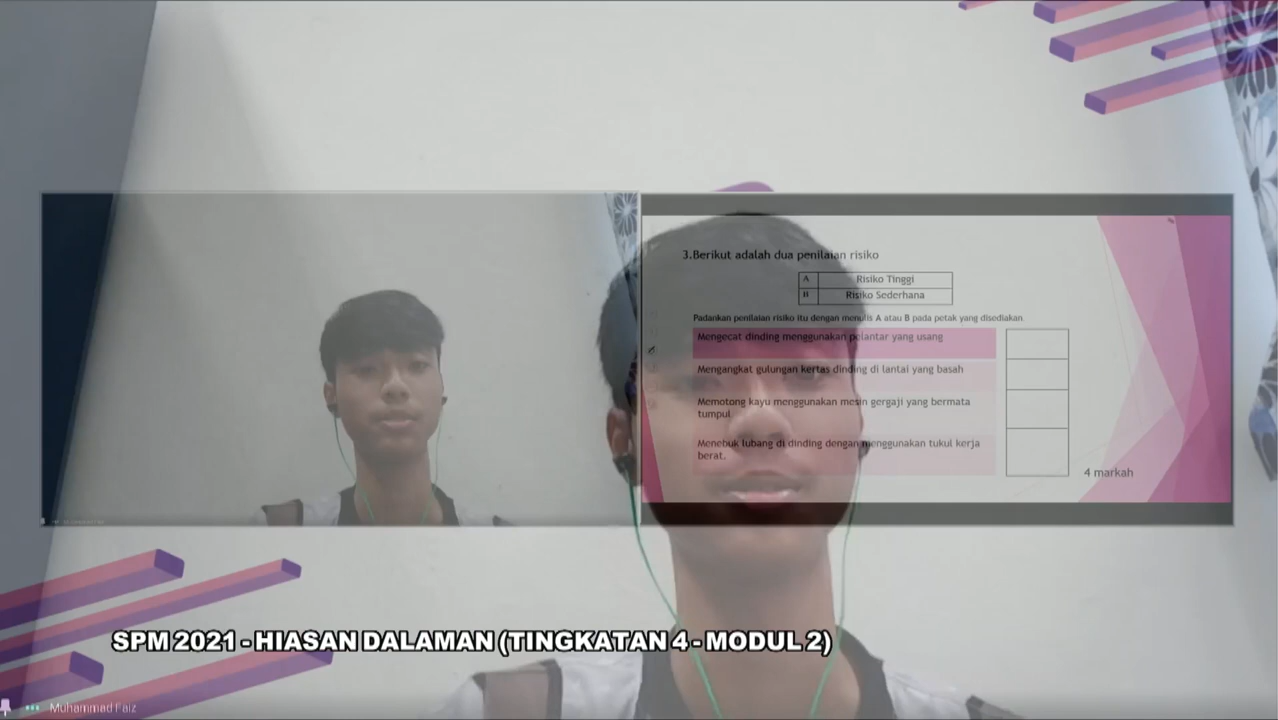 3.Berikut adalah dua penilaian risiko
A Risiko Tinggi
B Risiko Sederhana
Padankan penilaian risiko itu dengan menulis A atau B pada petak yang disediakan
Mengecat dinding menggunakan pelantar yang usang
Mengangkat gulungan kertas dinding di lantai yang basah
Memotong kayu menggunakan mesin gergaji yang bermata
tumpul
Menebuk lubang di dinding dengan menggunakan tukul kerja
berat.
4 markah
SPM 2021 - HIASAN DALAMAN (TINGKATAN 4 - MODUL 2)
Muhammad Faiz